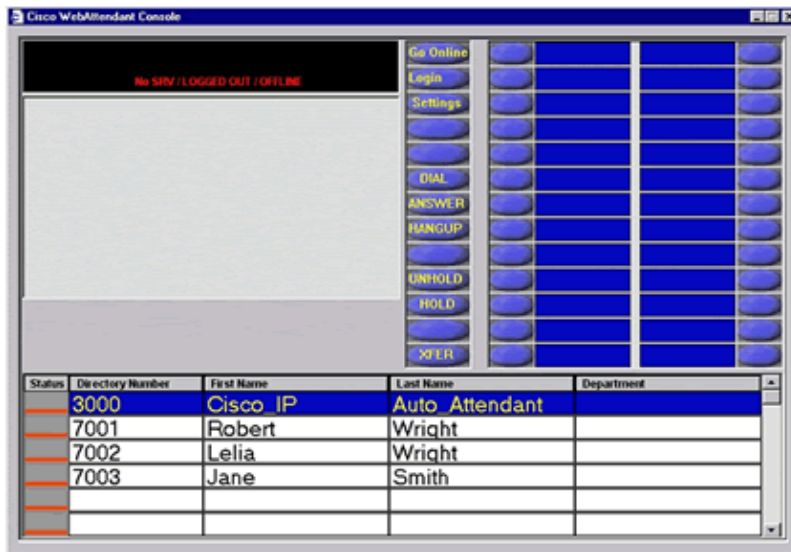 Cisco WebAttendant Console
No SRV / LOGGED OUT / OFFLINE
Go Online
Login
Settings
DIAL
ANSWER
HANGUP
UNHOLD
HOLD
XFER
Status Directory Number First Name Last Name Department
3000 Cisco_IP Auto_Attendant
7001 Robert Wright
7002 Lelia Wright
7003 Jane Smith